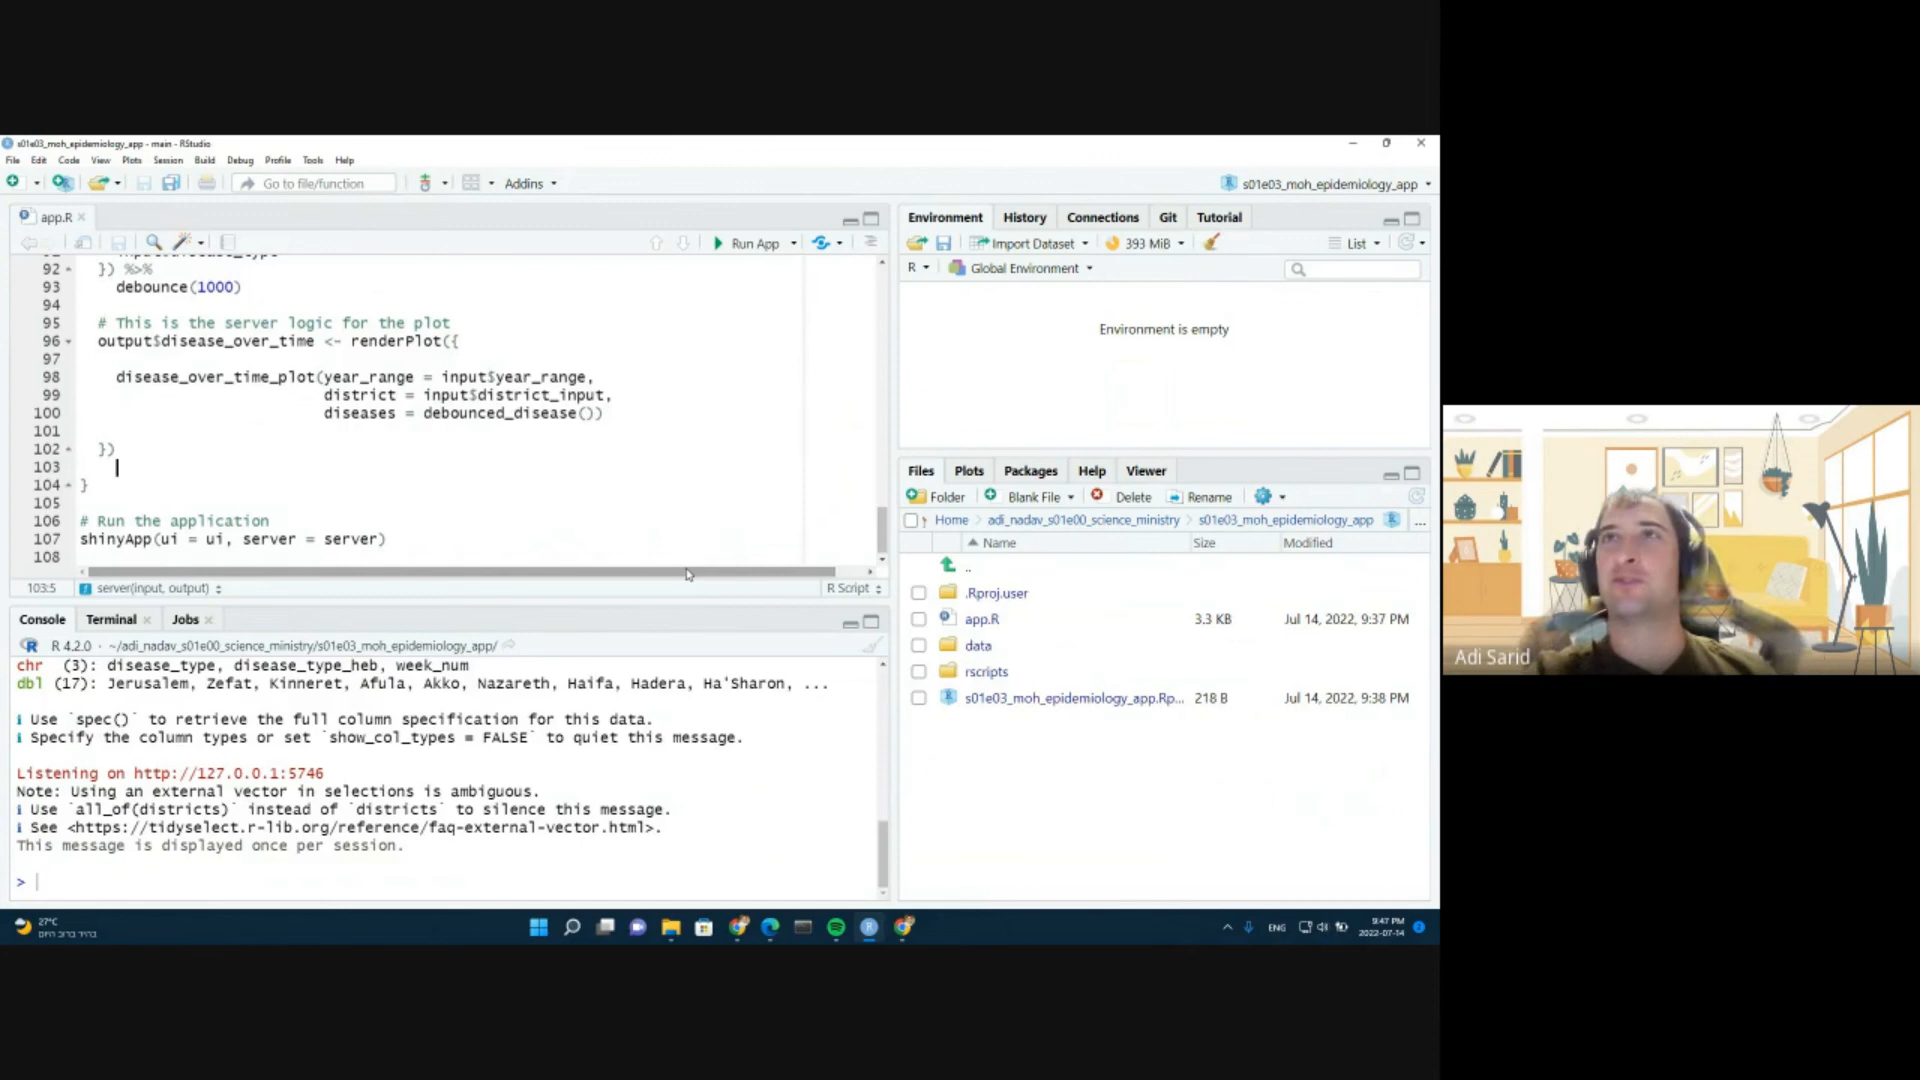 s01e03_moh_epidemiology_app - main - RStudio
File Edit Code View Plots Session Build Debug Profile Tools Help
Go to file/function
Addins
s01e03_moh_epidemiology_app
app.R
Run App
92 }) %>%
93 debounce(1000)
94
95 # This is the server logic for the plot
96 output$disease_over_time <- renderPlot({
97
98 disease_over_time_plot(year_range = input$year_range,
99 district = input$district_input,
100 diseases = debounced_disease())
101
102 })
103
104 }
105
106 # Run the application
107 shinyApp(ui = ui, server = server)
108
103:5 server(input, output) R Script
Console Terminal Jobs
R 4.2.0 · ~/adi_nadav_s01e00_science_ministry/s01e03_moh_epidemiology_app/
chr (3): disease_type, disease_type_heb, week_num
dbl (17): Jerusalem, Zefat, Kinneret, Afula, Akko, Nazareth, Haifa, Hadera, Ha'Sharon, ...
i Use `spec()` to retrieve the full column specification for this data.
i Specify the column types or set `show_col_types = FALSE` to quiet this message.
Listening on http://127.0.0.1:5746
Note: Using an external vector in selections is ambiguous.
i Use `all_of(districts)` instead of `districts` to silence this message.
i See <https://tidyselect.r-lib.org/reference/faq-external-vector.html>.
This message is displayed once per session.
>
Environment History Connections Git Tutorial
Import Dataset 393 MiB List
R Global Environment
Environment is empty
Files Plots Packages Help Viewer
Folder Blank File Delete Rename
Home > adi_nadav_s01e00_science_ministry > s01e03_moh_epidemiology_app ...
Name Size Modified
..
.Rproj.user
app.R 3.3 KB Jul 14, 2022, 9:37 PM
data
rscripts
s01e03_moh_epidemiology_app.Rp... 218 B Jul 14, 2022, 9:38 PM
Adi Sarid
27°C
ENG
9:47 PM
2022-07-14